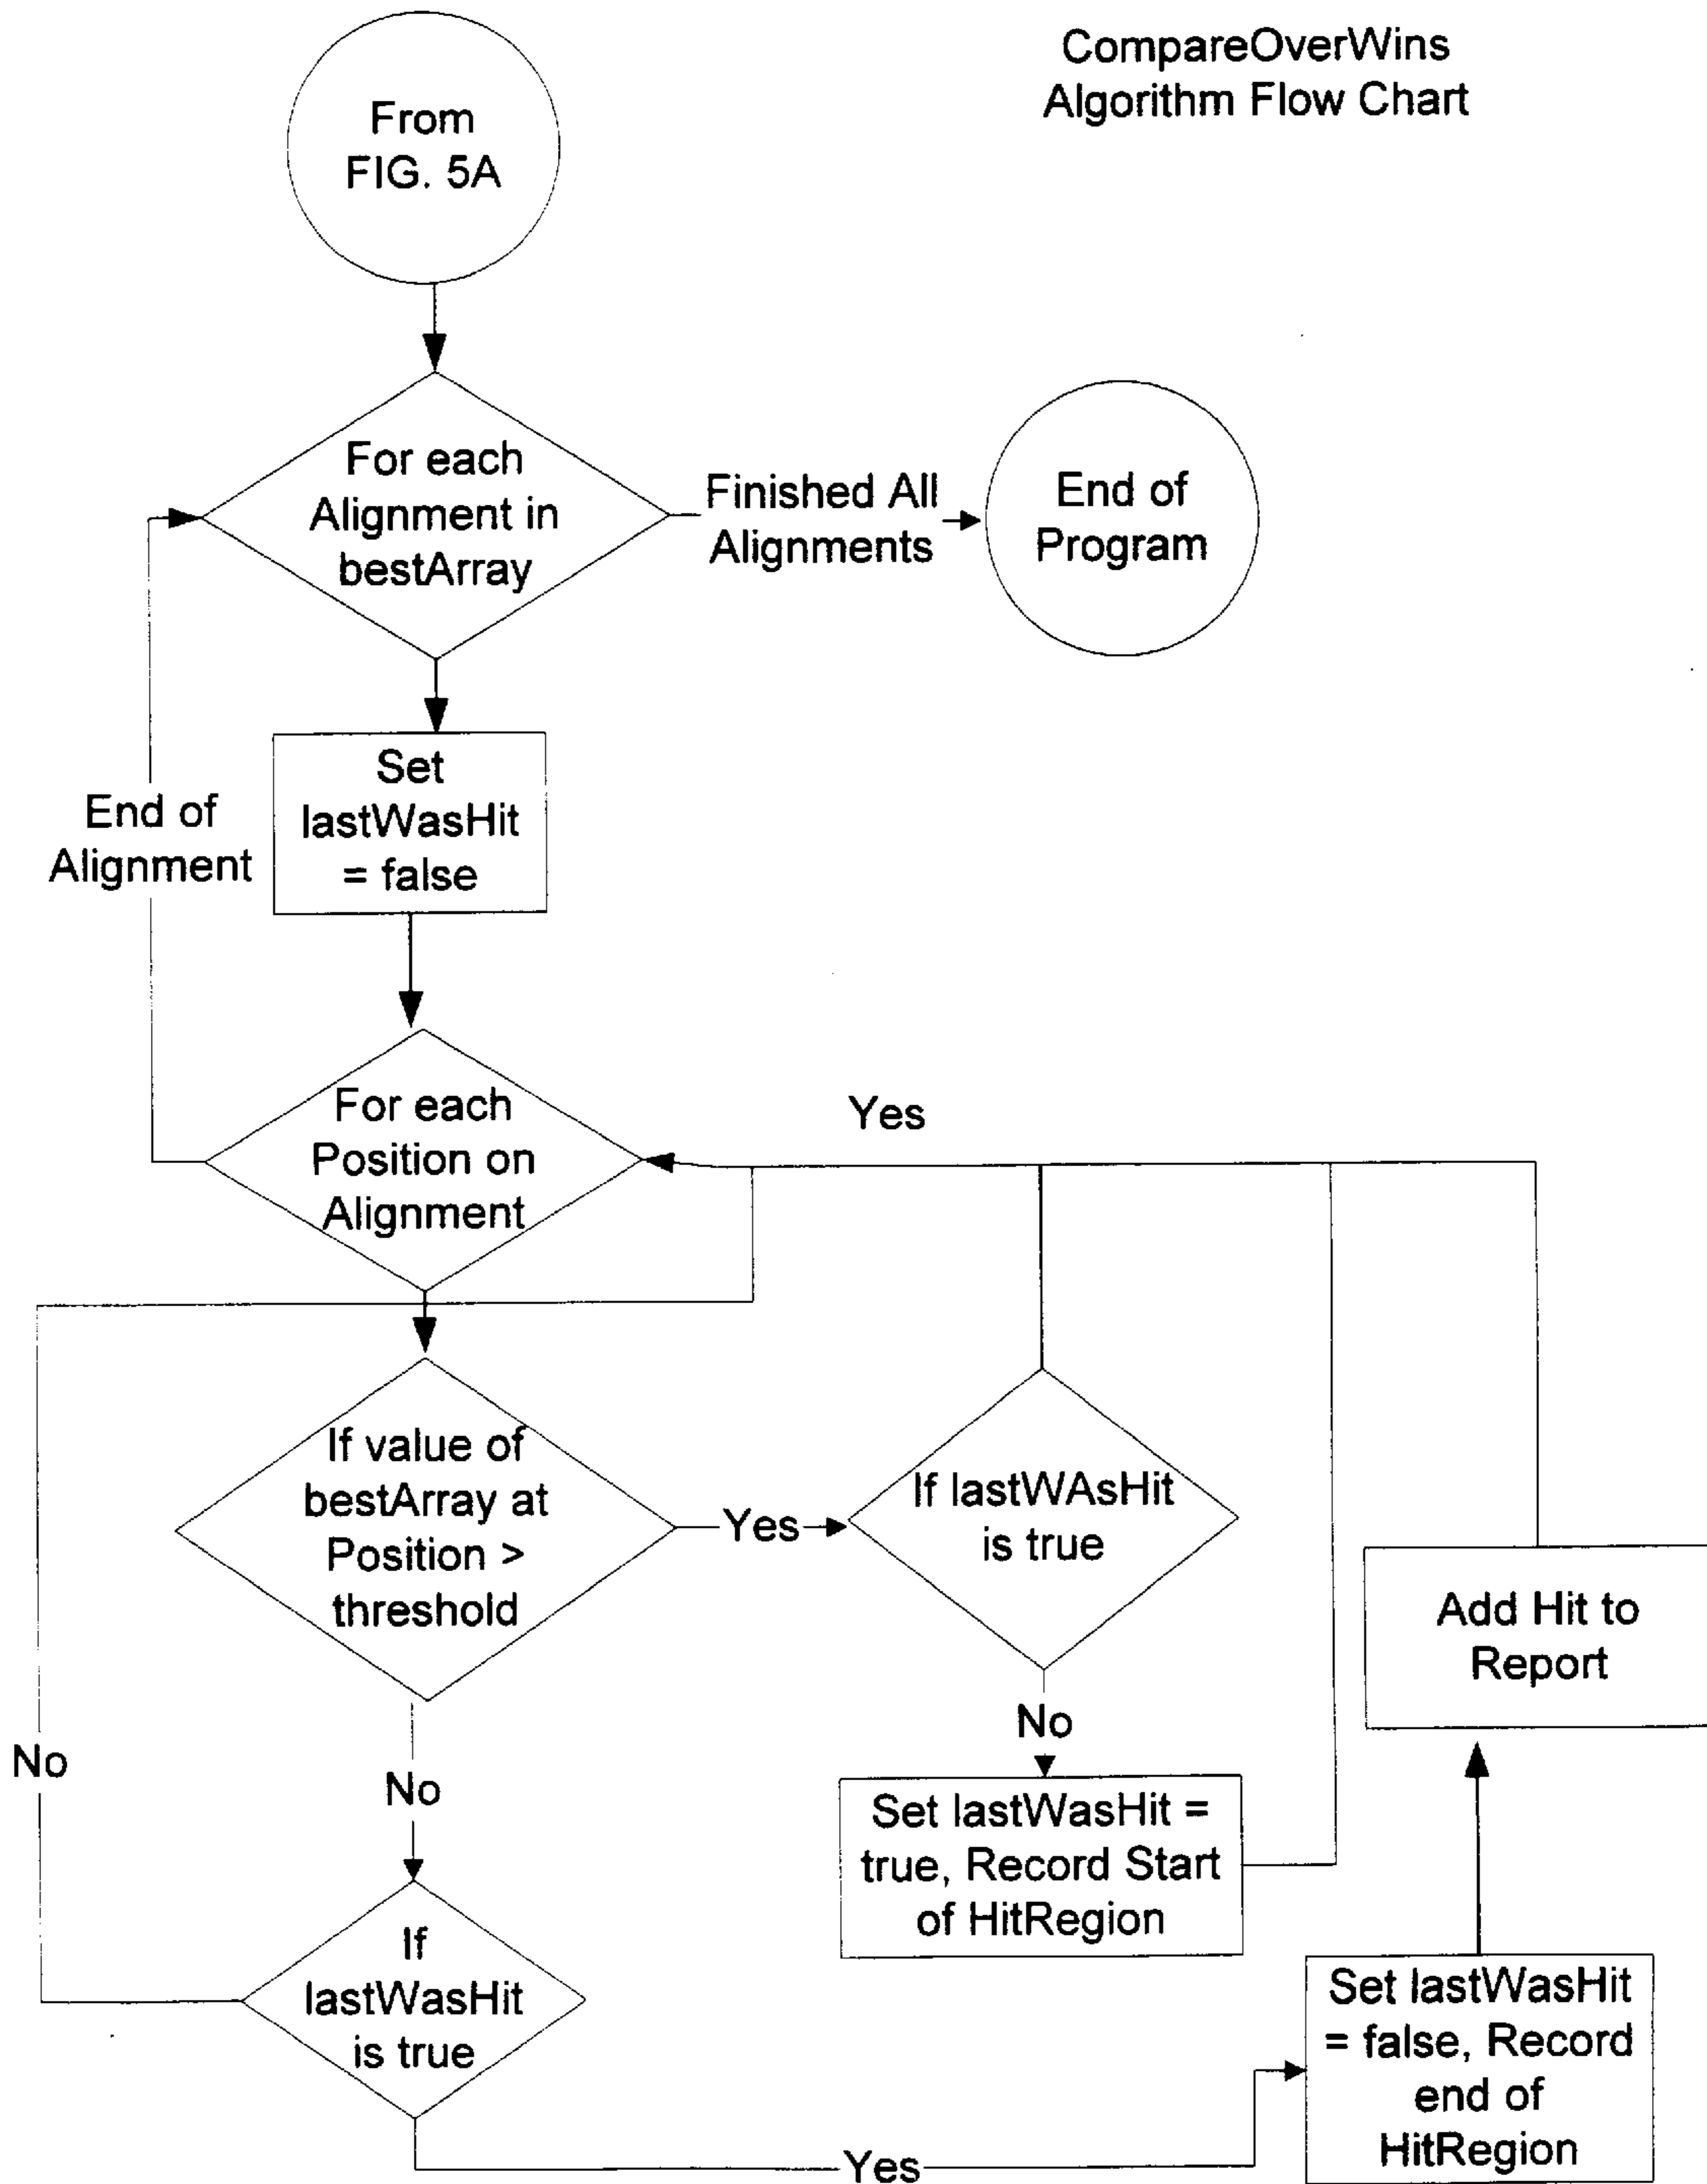 CompareOverWins
Algorithm Flow Chart
From
FIG. 5A
For each
Alignment in
bestArray
Finished All
Alignments
End of
Program
Set
lastWasHit
= false
End of
Alignment
For each
Position on
Alignment
Yes
If value of
bestArray at
Position >
threshold
Yes
If lastWAsHit
is true
Add Hit to
Report
No
No
No
Set lastWasHit =
true, Record Start
of HitRegion
If
lastWasHit
is true
Set lastWasHit
= false, Record
end of
HitRegion
Yes